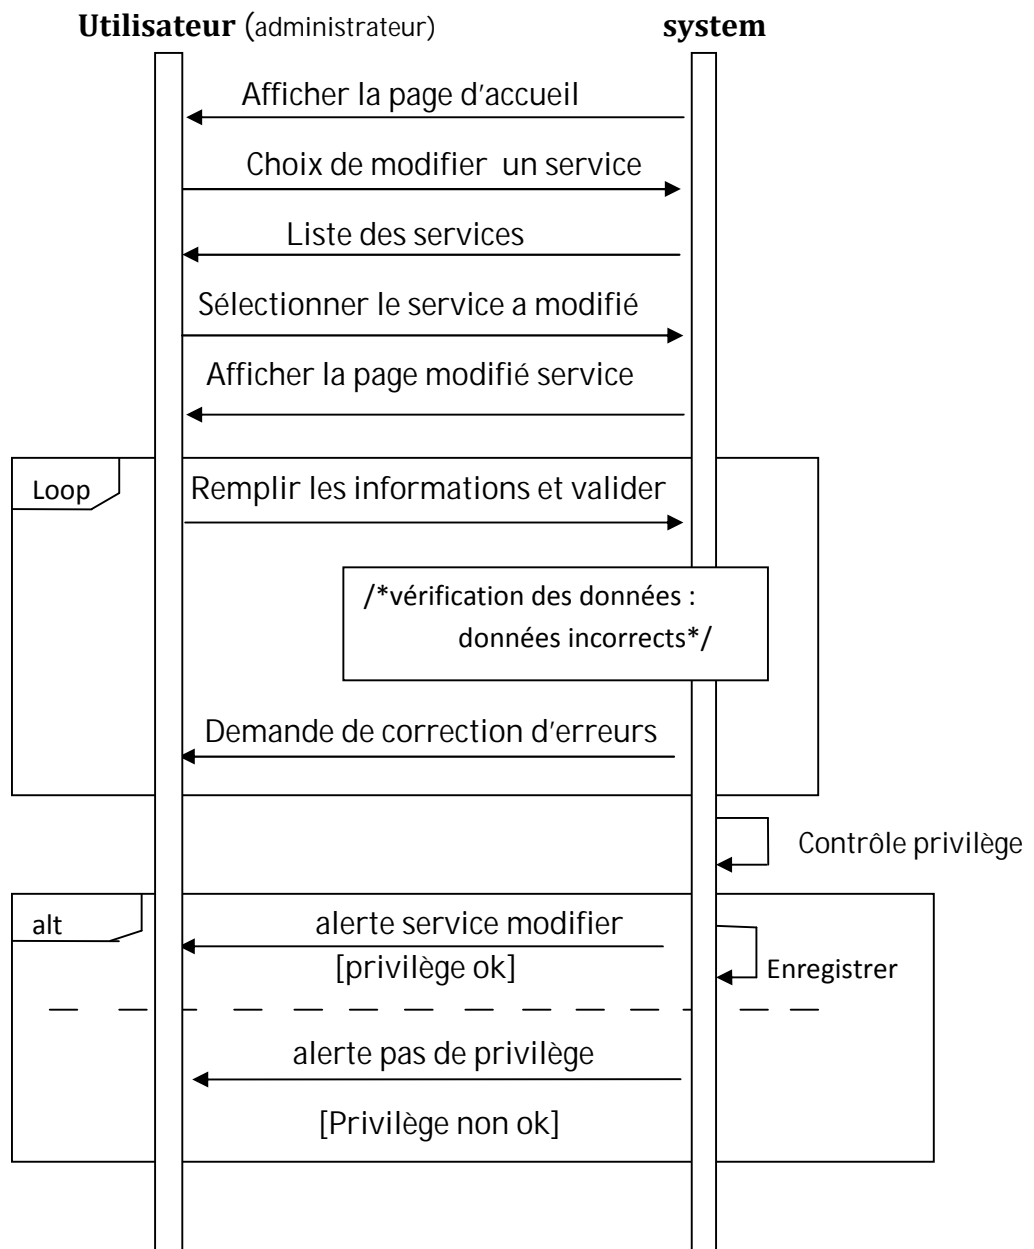 Utilisateur (administrateur) system
Afficher la page d'accueil
Choix de modifier un service
Liste des services
Sélectionner le service a modifié
Afficher la page modifié service
Loop
Remplir les informations et valider
/*vérification des données :
données incorrects*/
Demande de correction d'erreurs
Contrôle privilège
alt
alerte service modifier
[privilège ok]
Enregistrer
alerte pas de privilège
[Privilège non ok]